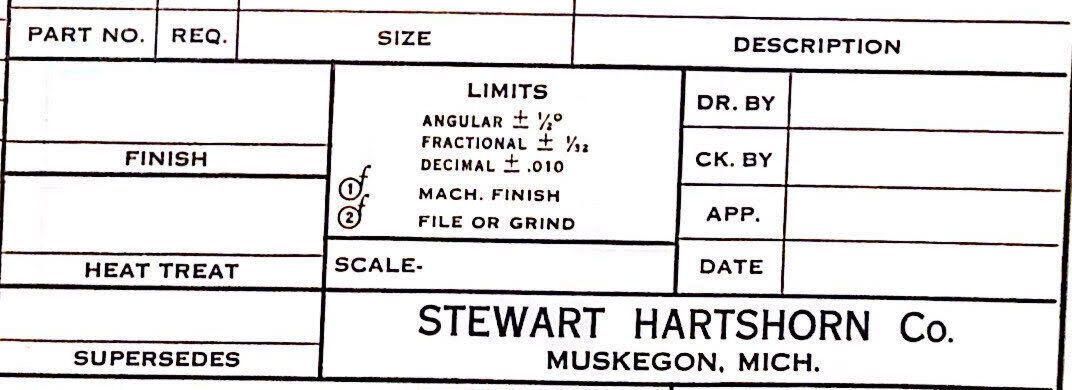 PART NO. REQ. SIZE DESCRIPTION
LIMITS
ANGULAR ± ½°
FRACTIONAL ± 1/32
DECIMAL ± .010
①f MACH. FINISH
②f FILE OR GRIND
FINISH
HEAT TREAT
SUPERSEDES
SCALE-
DR. BY
CK. BY
APP.
DATE
STEWART HARTSHORN Co.
MUSKEGON, MICH.